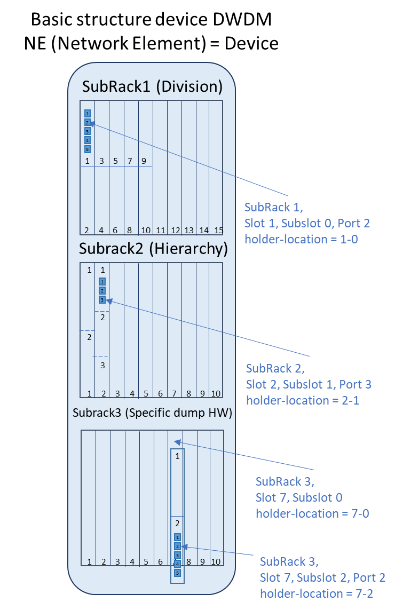 Basic structure device DWDM
NE (Network Element) = Device
SubRack1 (Division)
1 3 5 7 9
2 4 6 8 10 11 12 13 14 15
SubRack 1,
Slot 1, Subslot 0, Port 2
holder-location = 1-0
Subrack2 (Hierarchy)
1 1
2
2
3
1 2 3 4 5 6 7 8 9 10
SubRack 2,
Slot 2, Subslot 1, Port 3
holder-location = 2-1
Subrack3 (Specific dump HW)
1
2
1 2 3 4 5 6 7 8 9 10
SubRack 3,
Slot 7, Subslot 0
holder-location = 7-0
SubRack 3,
Slot 7, Subslot 2, Port 2
holder-location = 7-2